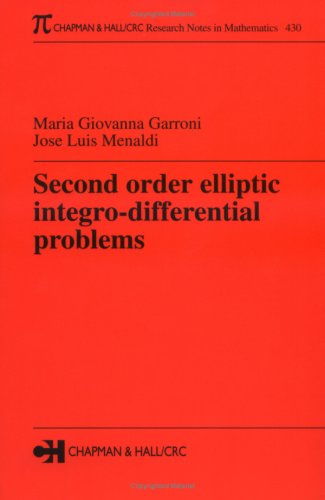 π CHAPMAN & HALL/CRC Research Notes in Mathematics 430
Maria Giovanna Garroni
Jose Luis Menaldi
Second order elliptic
integro-differential
problems
CH CHAPMAN & HALL/CRC